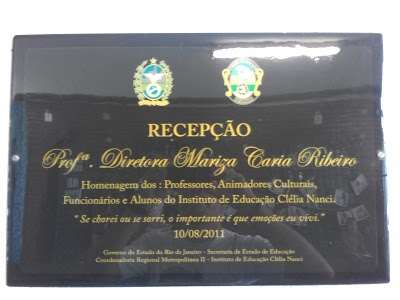 RECEPÇÃO
Profª. Diretora Mariza Caria Ribeiro
Homenagem dos : Professores, Animadores Culturais,
Funcionários e Alunos do Instituto de Educação Clélia Nanci.
"Se chorei ou se sorri, o importante é que emoções eu vivi."
10/08/2011
Governo do Estado do Rio de Janeiro - Secretaria de Estado de Educação
Coordenadoria Regional Metropolitana II - Instituto de Educação Clélia Nanci